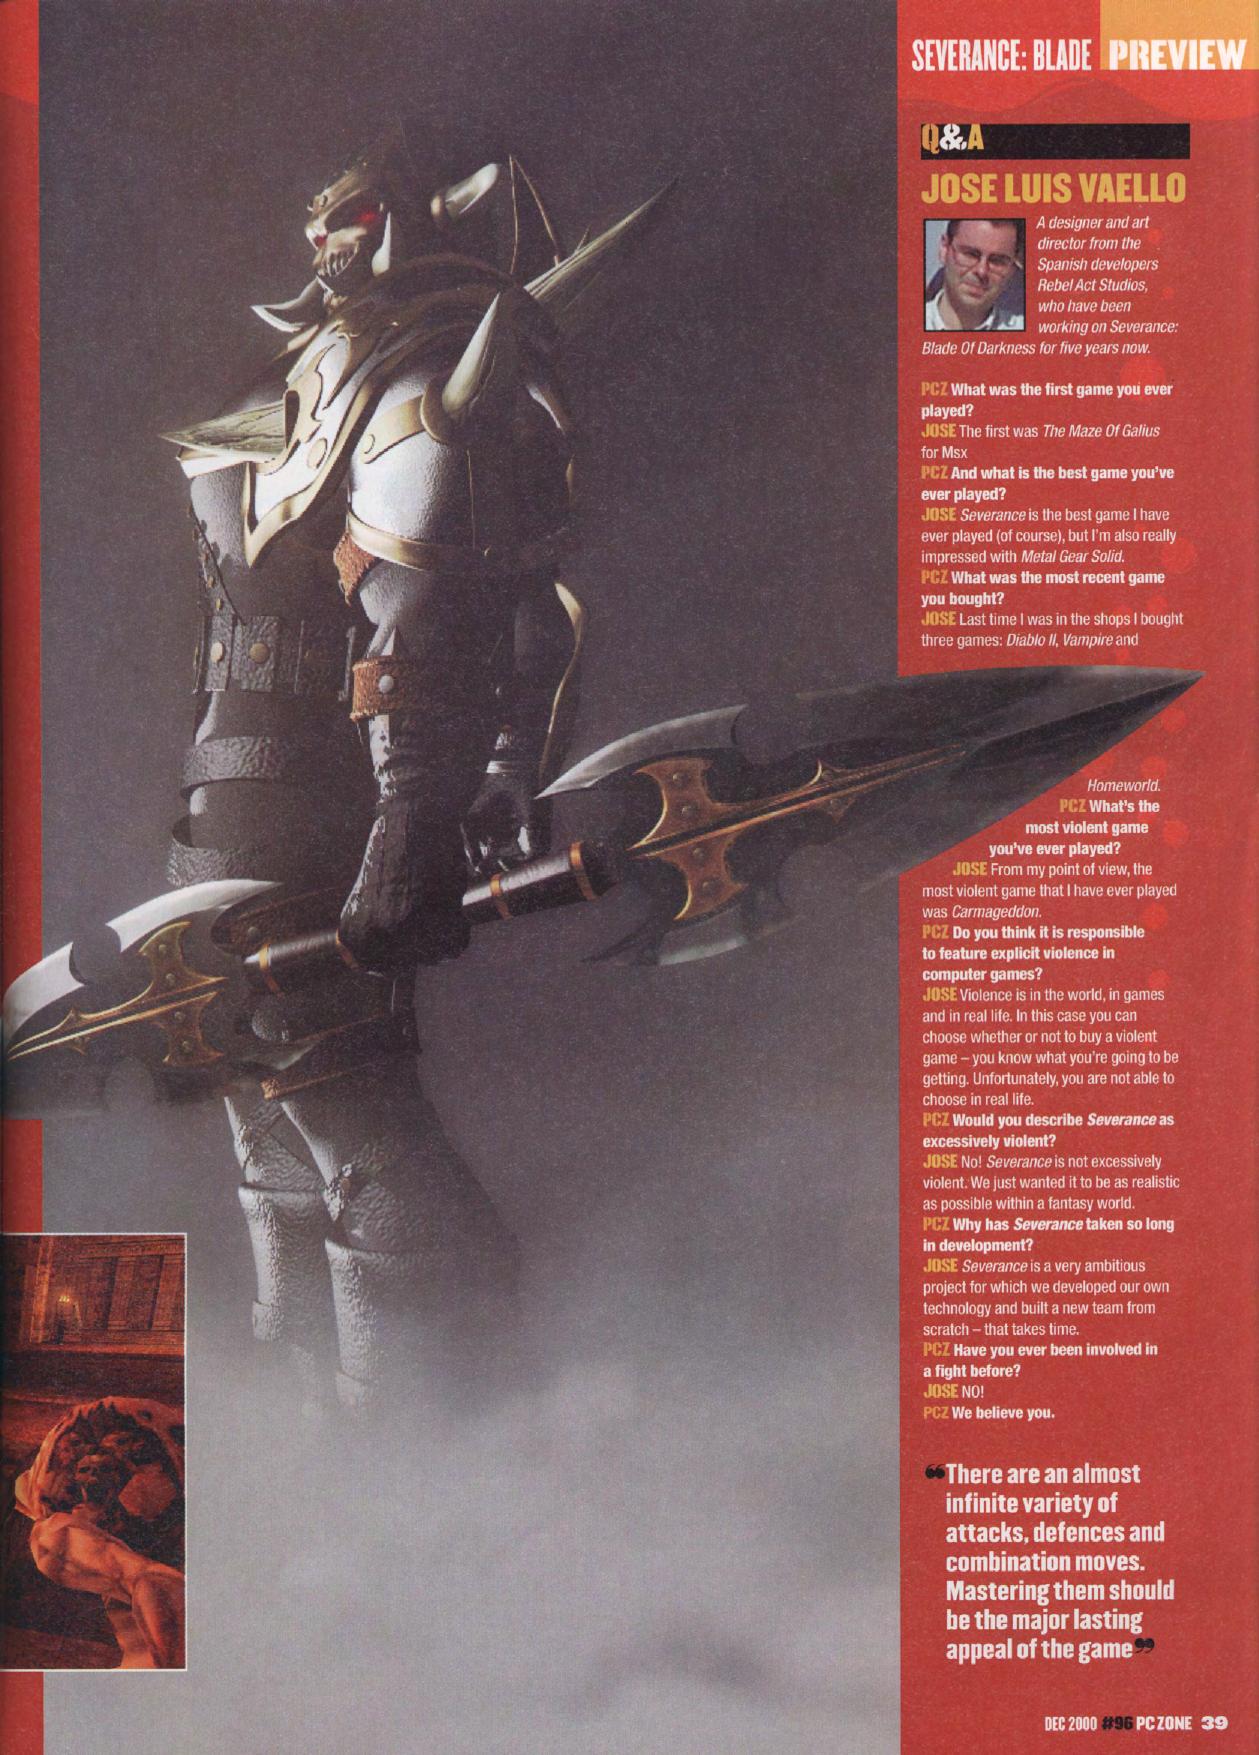 SEVERANCE: BLADE PREVIEW
Q&A
JOSE LUIS VAELLO
A designer and art
director from the
Spanish developers
Rebel Act Studios,
who have been
working on Severance:
Blade Of Darkness for five years now.
PCZ What was the first game you ever
played?
JOSE The first was The Maze Of Galius
for Msx
PCZ And what is the best game you've
ever played?
JOSE Severance is the best game I have
ever played (of course), but I'm also really
impressed with Metal Gear Solid.
PCZ What was the most recent game
you bought?
JOSE Last time I was in the shops I bought
three games: Diablo II, Vampire and
Homeworld.
PCZ What's the
most violent game
you've ever played?
JOSE From my point of view, the
most violent game that I have ever played
was Carmageddon.
PCZ Do you think it is responsible
to feature explicit violence in
computer games?
JOSE Violence is in the world, in games
and in real life. In this case you can
choose whether or not to buy a violent
game – you know what you're going to be
getting. Unfortunately, you are not able to
choose in real life.
PCZ Would you describe Severance as
excessively violent?
JOSE No! Severance is not excessively
violent. We just wanted it to be as realistic
as possible within a fantasy world.
PCZ Why has Severance taken so long
in development?
JOSE Severance is a very ambitious
project for which we developed our own
technology and built a new team from
scratch – that takes time.
PCZ Have you ever been involved in
a fight before?
JOSE NO!
PCZ We believe you.
“There are an almost
infinite variety of
attacks, defences and
combination moves.
Mastering them should
be the major lasting
appeal of the game”
DEC 2000 #96 PC ZONE 39